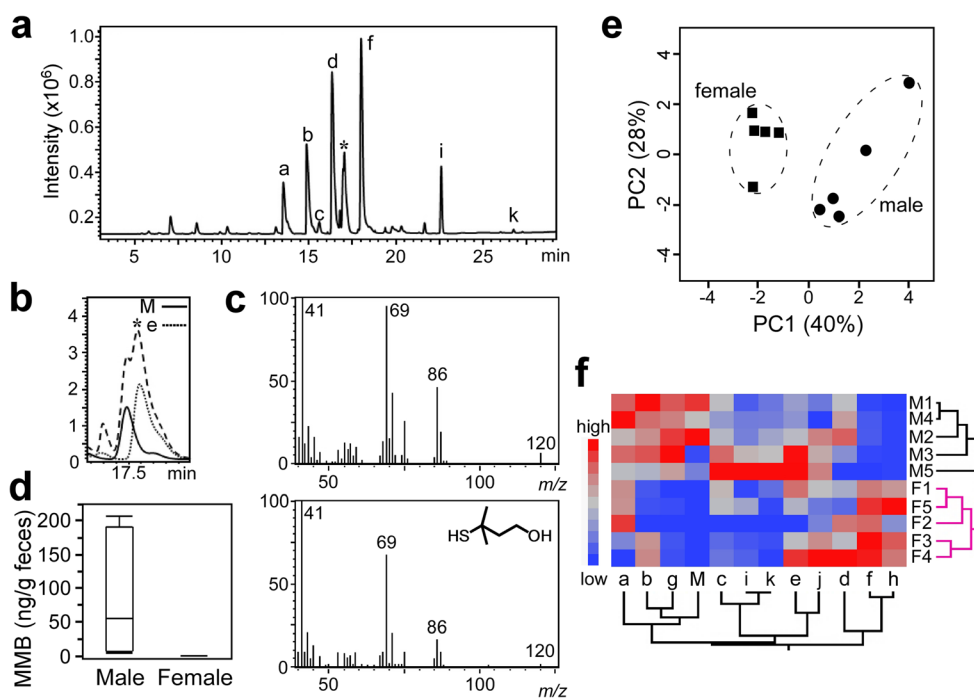 a
Intensity (x10⁶)
1.0
0.8
0.6
0.4
0.2
a
b
c
d
*
f
i
k
5
10
15
20
25
min
b
M
* e
4
3
2
1
0
17.5
min
c
100
50
0
41
69
86
120
50
100
m/z
100
50
0
41
69
86
120
HS
OH
50
100
m/z
d
MMB (ng/g feces)
200
150
100
50
0
Male
Female
e
PC2 (28%)
4
2
0
-2
-4
female
male
-4
-2
0
2
4
PC1 (40%)
f
high
low
M1
M4
M2
M3
M5
F1
F5
F2
F3
F4
a b g M c i k e j d f h